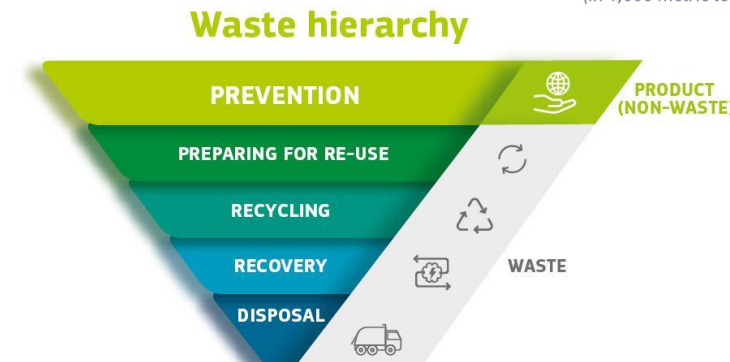 Waste hierarchy
PREVENTION
PRODUCT
(NON-WASTE)
PREPARING FOR RE-USE
RECYCLING
RECOVERY
WASTE
DISPOSAL